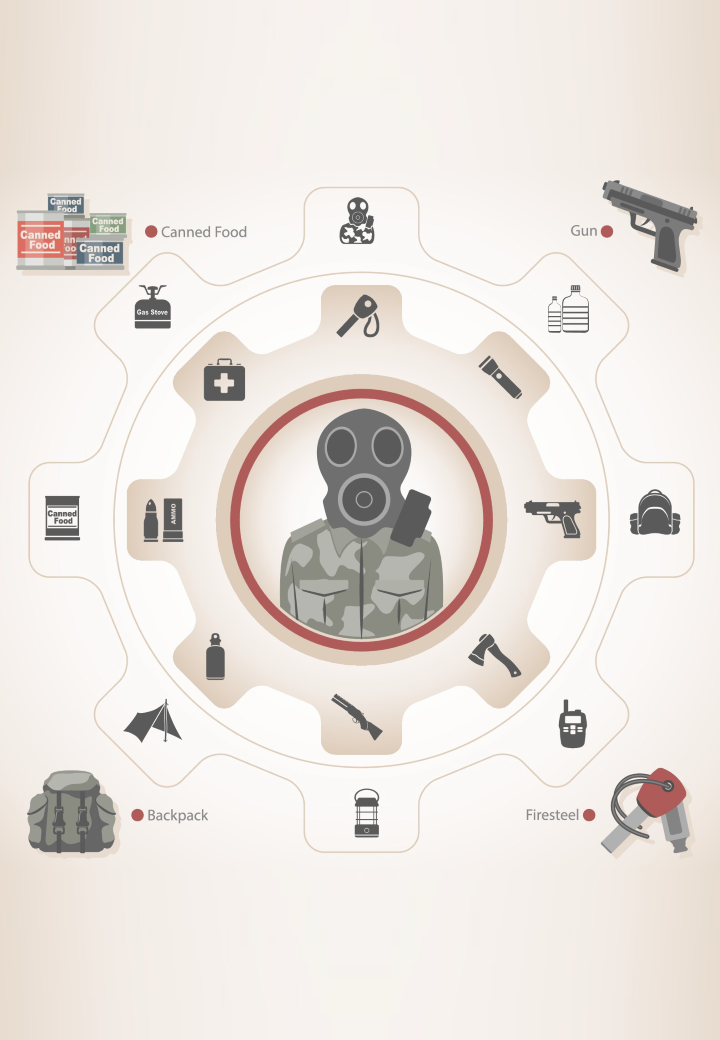 Canned
Food
Canned
Food
Canned
Food
Canned
Food
Canned Food
Gun
Gas Stove
AMMO
Canned
Food
Backpack
Firesteel